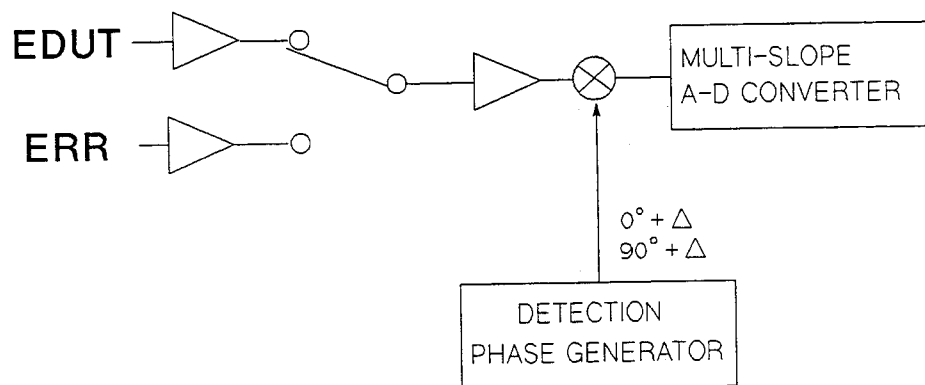 EDUT
ERR
MULTI-SLOPE
A-D CONVERTER
0° + △
90° + △
DETECTION
PHASE GENERATOR